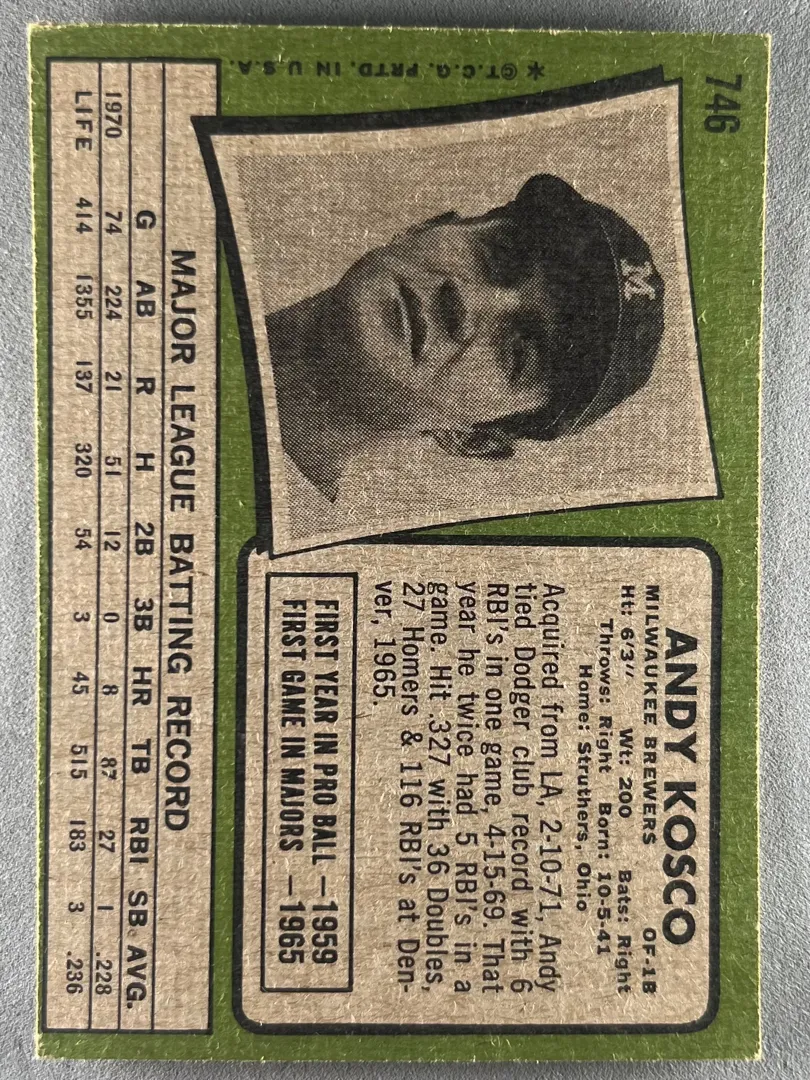 746
* ©T.C.G. PRTD. IN U.S.A.
M
ANDY KOSCO
MILWAUKEE BREWERS OF-1B
Ht: 6'3" Wt: 200 Bats: Right
Throws: Right Born: 10-5-41
Home: Struthers, Ohio
Acquired from LA, 2-10-71, Andy
tied Dodger club record with 6
RBI's in one game, 4-15-69. That
year he twice had 5 RBI's in a
game. Hit .327 with 36 Doubles,
27 Homers & 116 RBI's at Den-
ver, 1965.
FIRST YEAR IN PRO BALL —1959
FIRST GAME IN MAJORS —1965
MAJOR LEAGUE BATTING RECORD
G AB R H 2B 3B HR TB RBI SB AVG.
1970 74 224 21 51 12 0 8 87 27 1 .228
LIFE 414 1355 137 320 54 3 45 515 183 3 .236